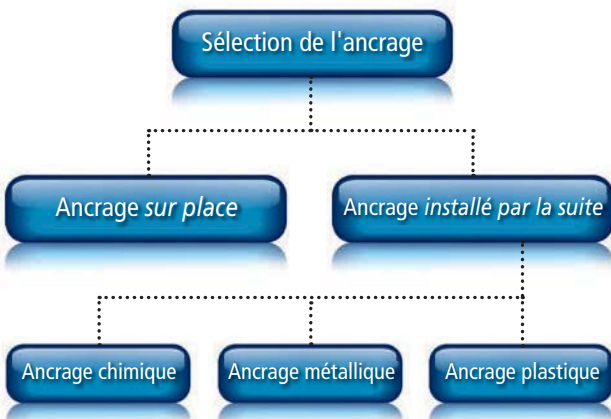 Sélection de l'ancrage
Ancrage sur place
Ancrage installé par la suite
Ancrage chimique
Ancrage métallique
Ancrage plastique